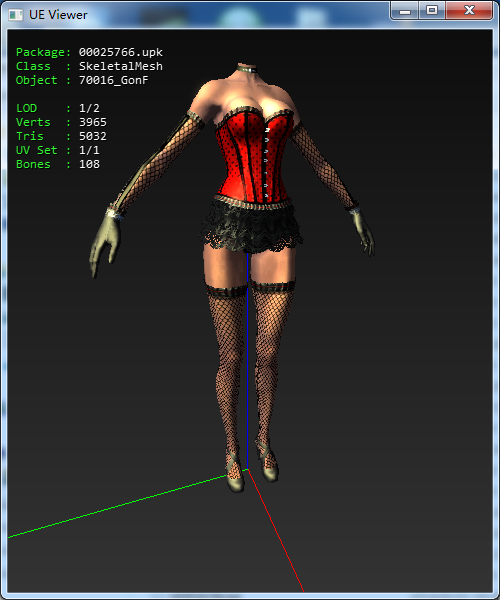 UE Viewer
Package: 00025766.upk
Class : SkeletalMesh
Object : 70016_GonF
LOD : 1/2
Verts : 3965
Tris : 5032
UV Set : 1/1
Bones : 108